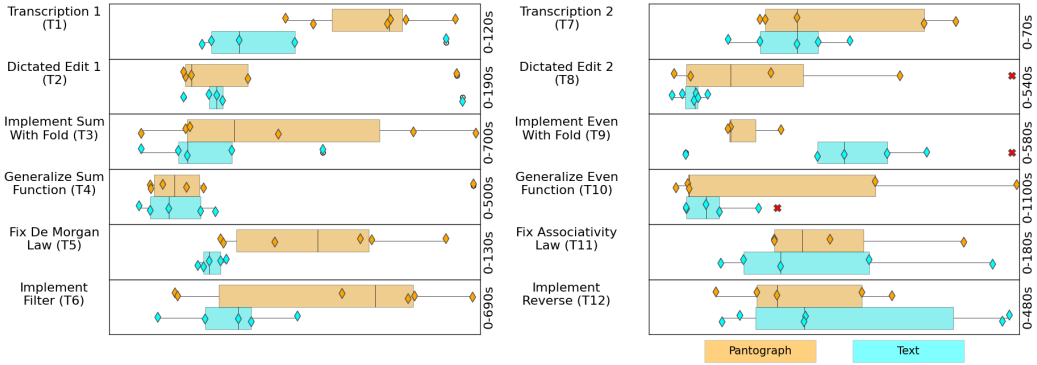 Transcription 1
(T1)
0-120s
Dictated Edit 1
(T2)
0-190s
Implement Sum
With Fold (T3)
0-700s
Generalize Sum
Function (T4)
0-500s
Fix De Morgan
Law (T5)
0-130s
Implement
Filter (T6)
0-690s
Transcription 2
(T7)
0-70s
Dictated Edit 2
(T8)
0-540s
Implement Even
With Fold (T9)
0-580s
Generalize Even
Function (T10)
0-1100s
Fix Associativity
Law (T11)
0-180s
Implement
Reverse (T12)
0-480s
Pantograph
Text